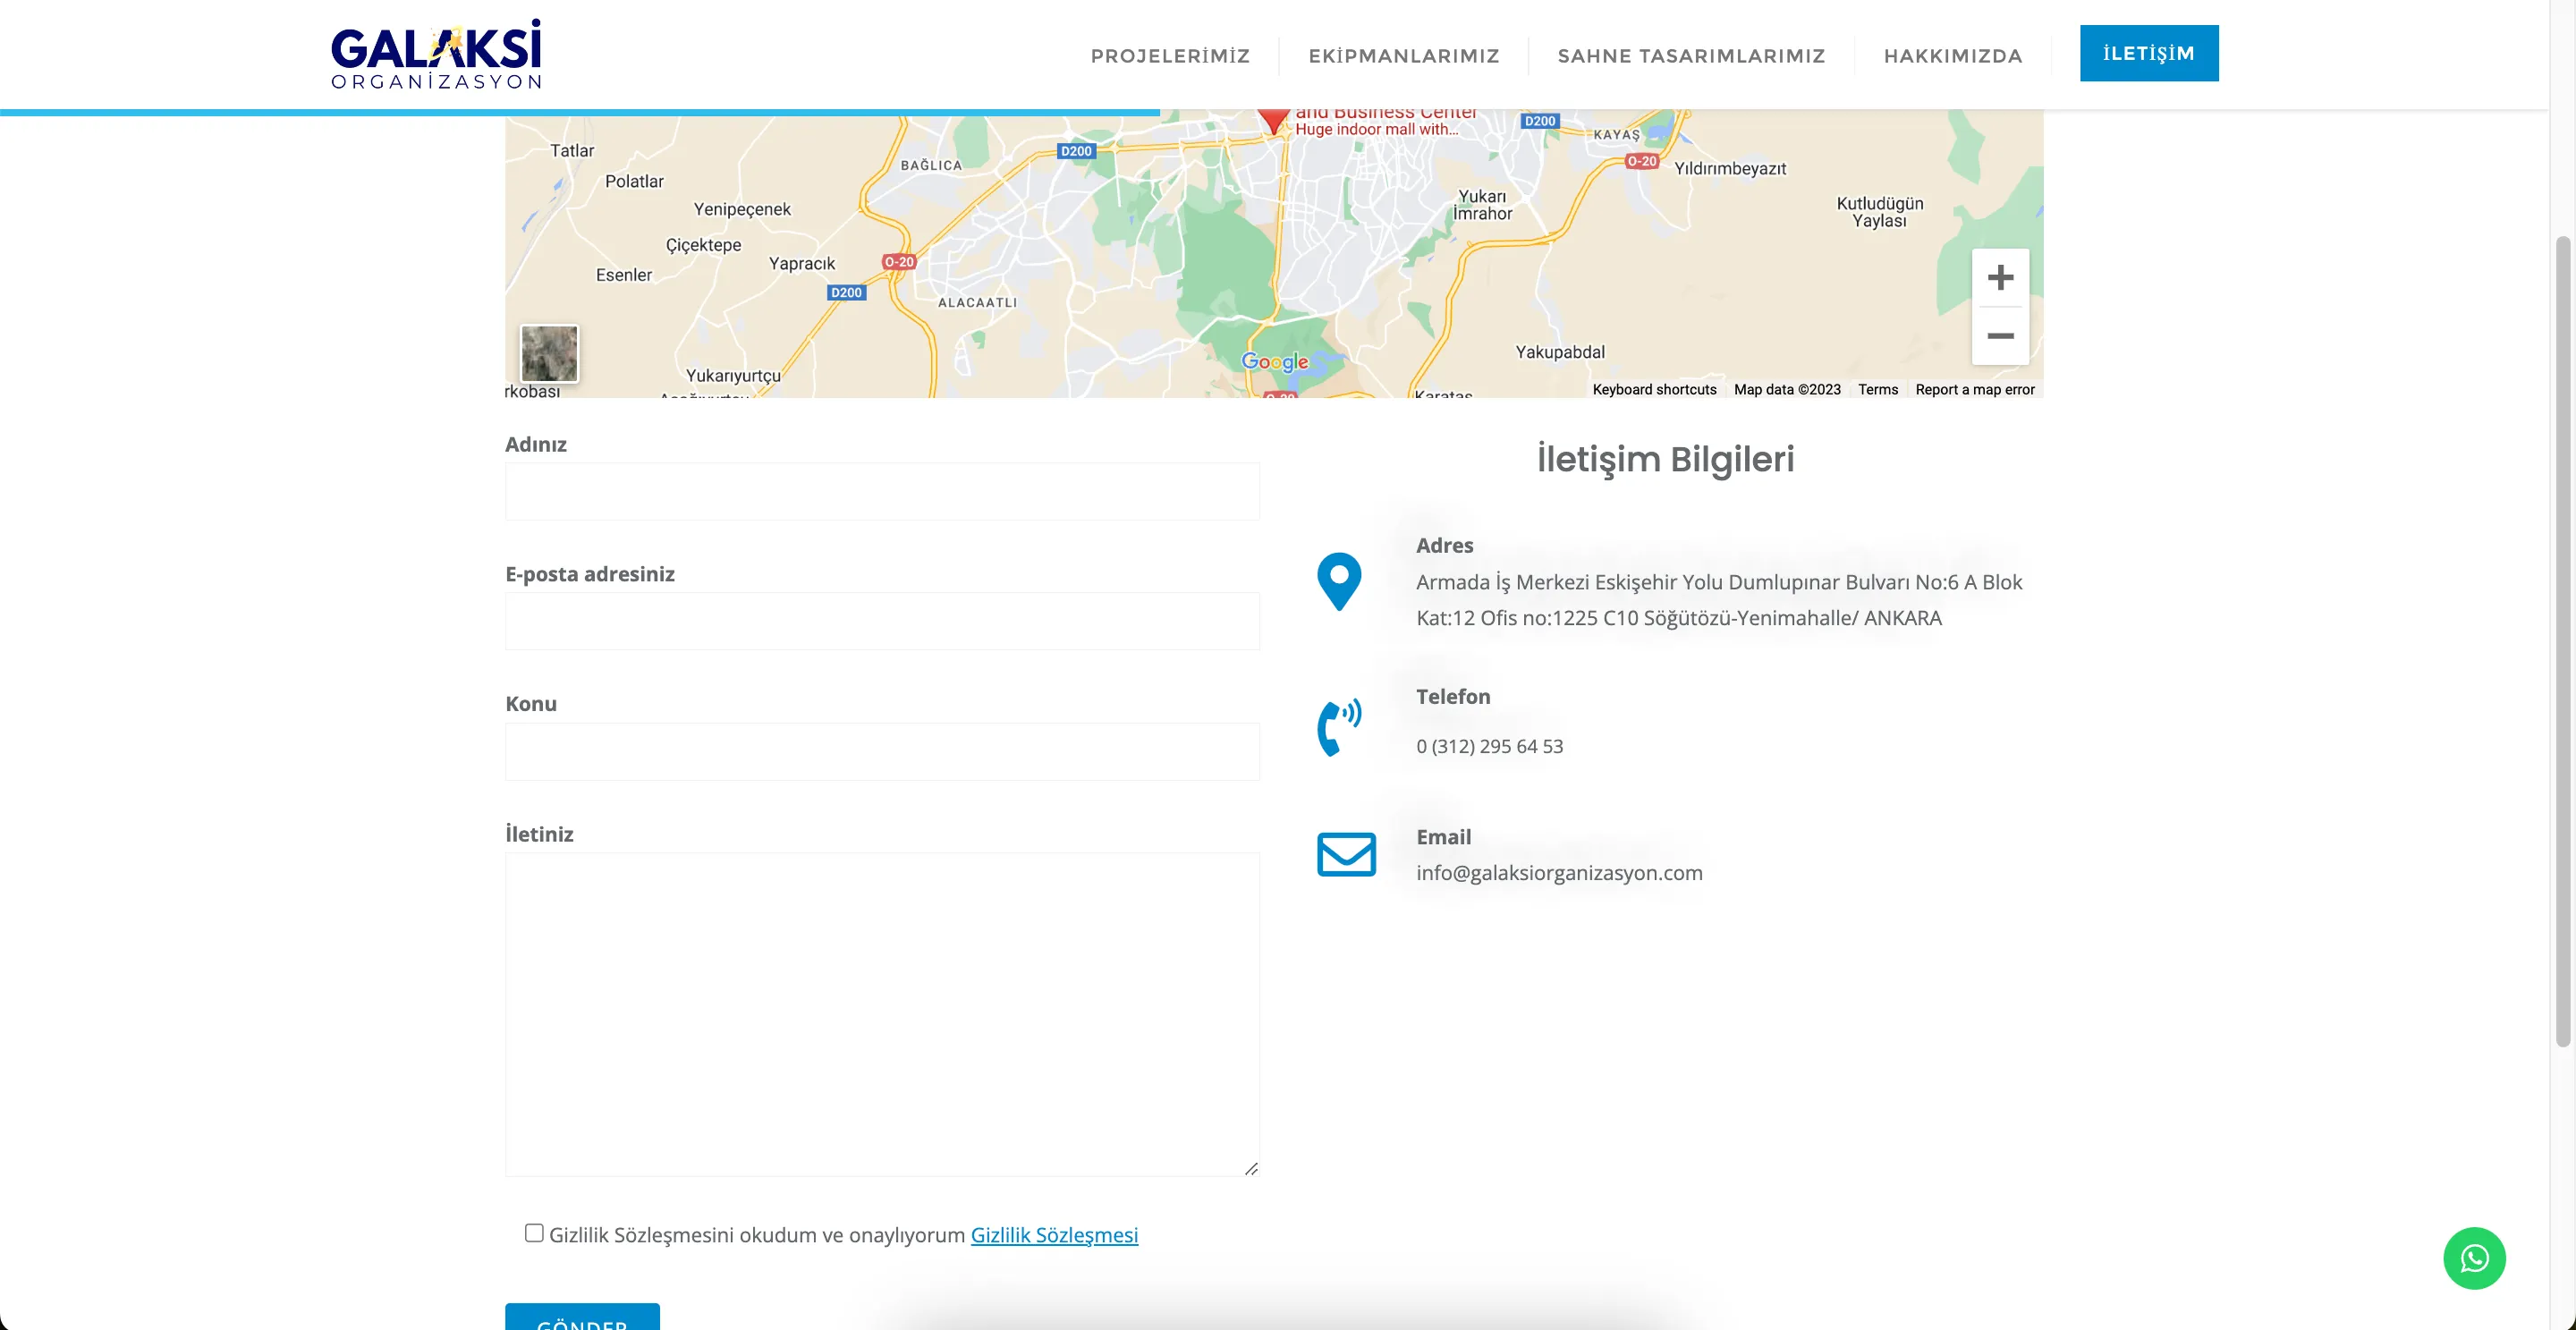 GALAKSİ
ORGANİZASYON
PROJELERİMİZ
EKİPMANLARIMIZ
SAHNE TASARIMLARIMIZ
HAKKIMIZDA
İLETİŞİM
and Business Center
Huge indoor mall with...
D200
KAYAŞ
O-20
Yıldırımbeyazıt
Tatlar
D200
BAĞLICA
Polatlar
Yenipeçenek
Yukarı
İmrahor
Kutludüğün
Yaylası
Çiçektepe
Yapracık
O-20
Esenler
D200
ALACAATLI
Yakupabdal
Google
Yukarıyurtçu
rkobası
O-20
Karataş
Keyboard shortcuts
Map data ©2023
Terms
Report a map error
Adınız
E-posta adresiniz
Konu
İletiniz
Gizlilik Sözleşmesini okudum ve onaylıyorum Gizlilik Sözleşmesi
GÖNDER
İletişim Bilgileri
Adres
Armada İş Merkezi Eskişehir Yolu Dumlupınar Bulvarı No:6 A Blok
Kat:12 Ofis no:1225 C10 Söğütözü-Yenimahalle/ ANKARA
Telefon
0 (312) 295 64 53
Email
info@galaksiorganizasyon.com